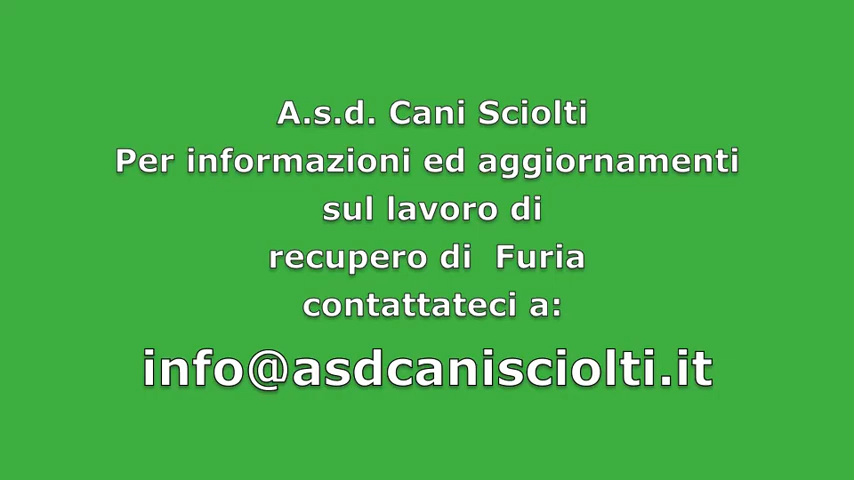 A.s.d. Cani Sciolti
Per informazioni ed aggiornamenti
sul lavoro di
recupero di  Furia
contattateci a:
info@asdcanisciolti.it